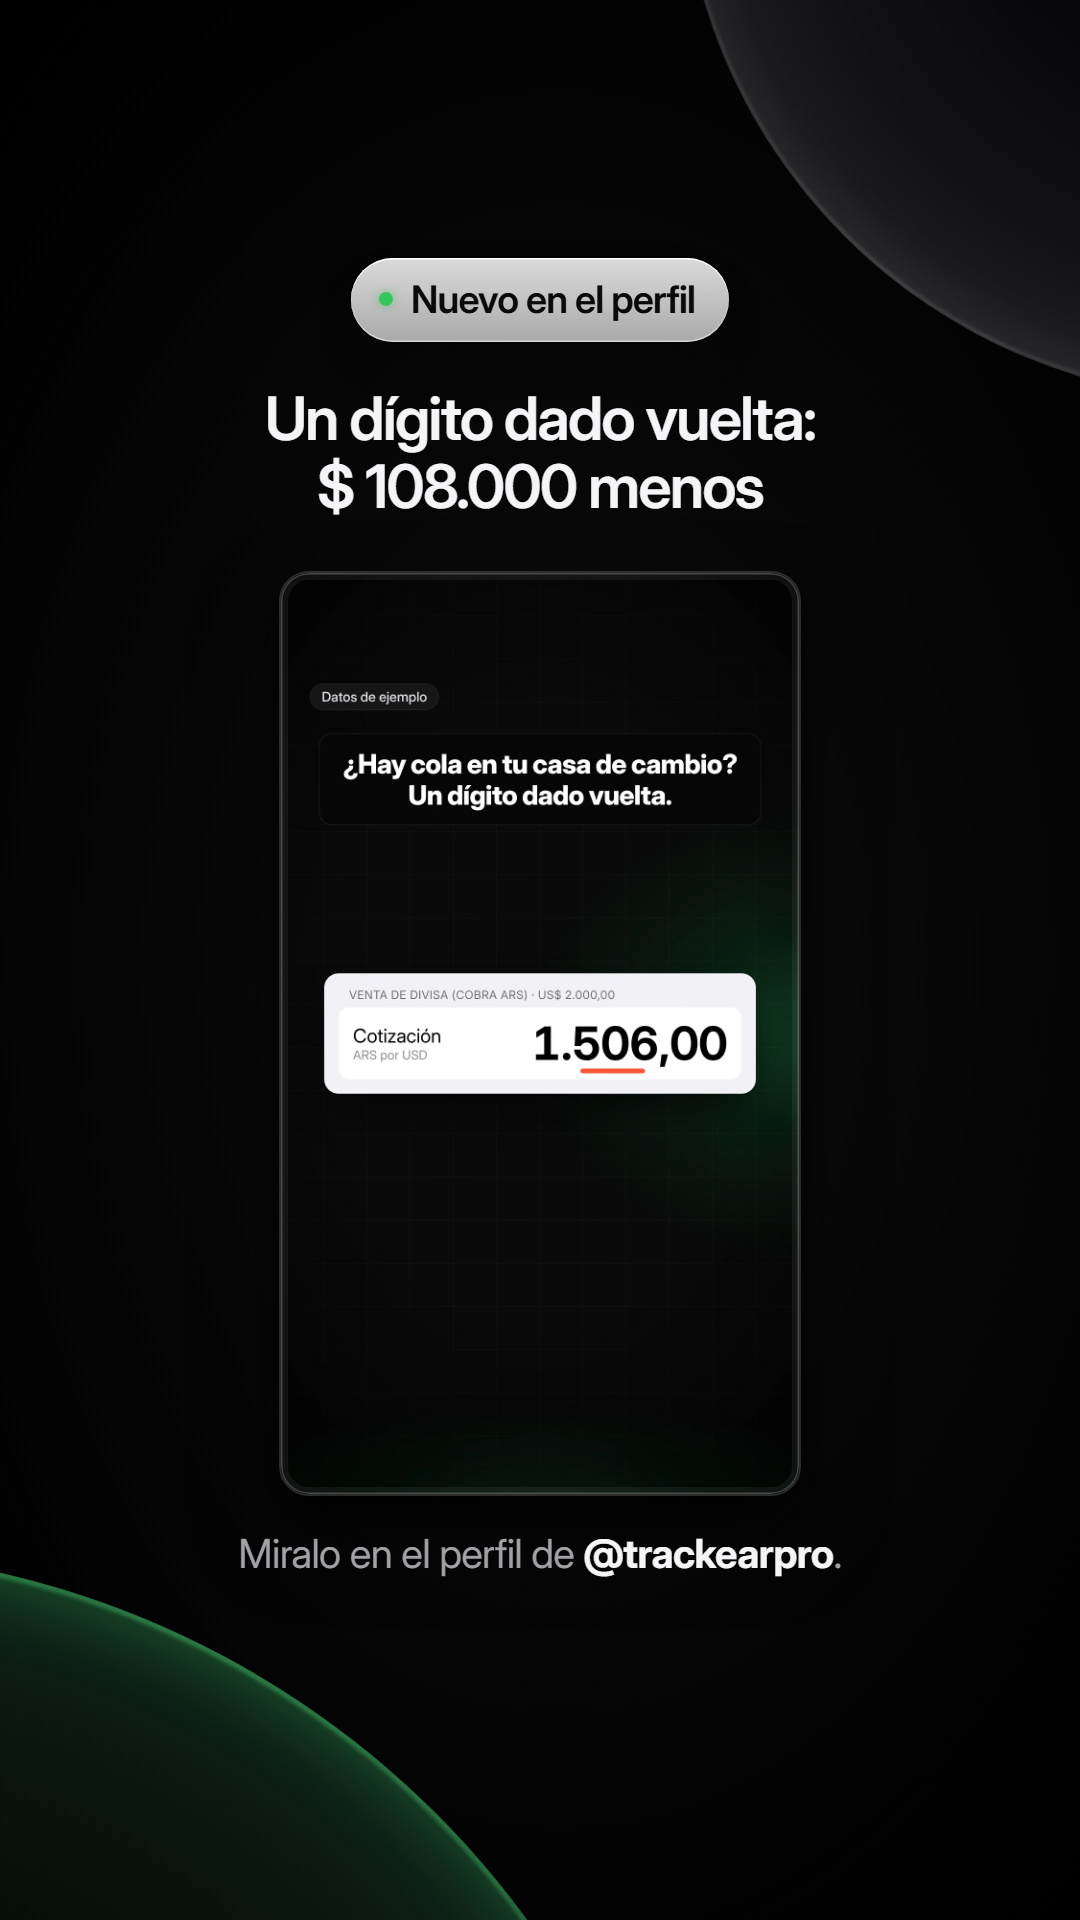 Nuevo en el perfil
Un dígito dado vuelta:
$ 108.000 menos
Datos de ejemplo
¿Hay cola en tu casa de cambio?
Un dígito dado vuelta.
VENTA DE DIVISA (COBRA ARS) · US$ 2.000,00
Cotización
1.506,00
ARS por USD
Miralo en el perfil de @trackearpro.